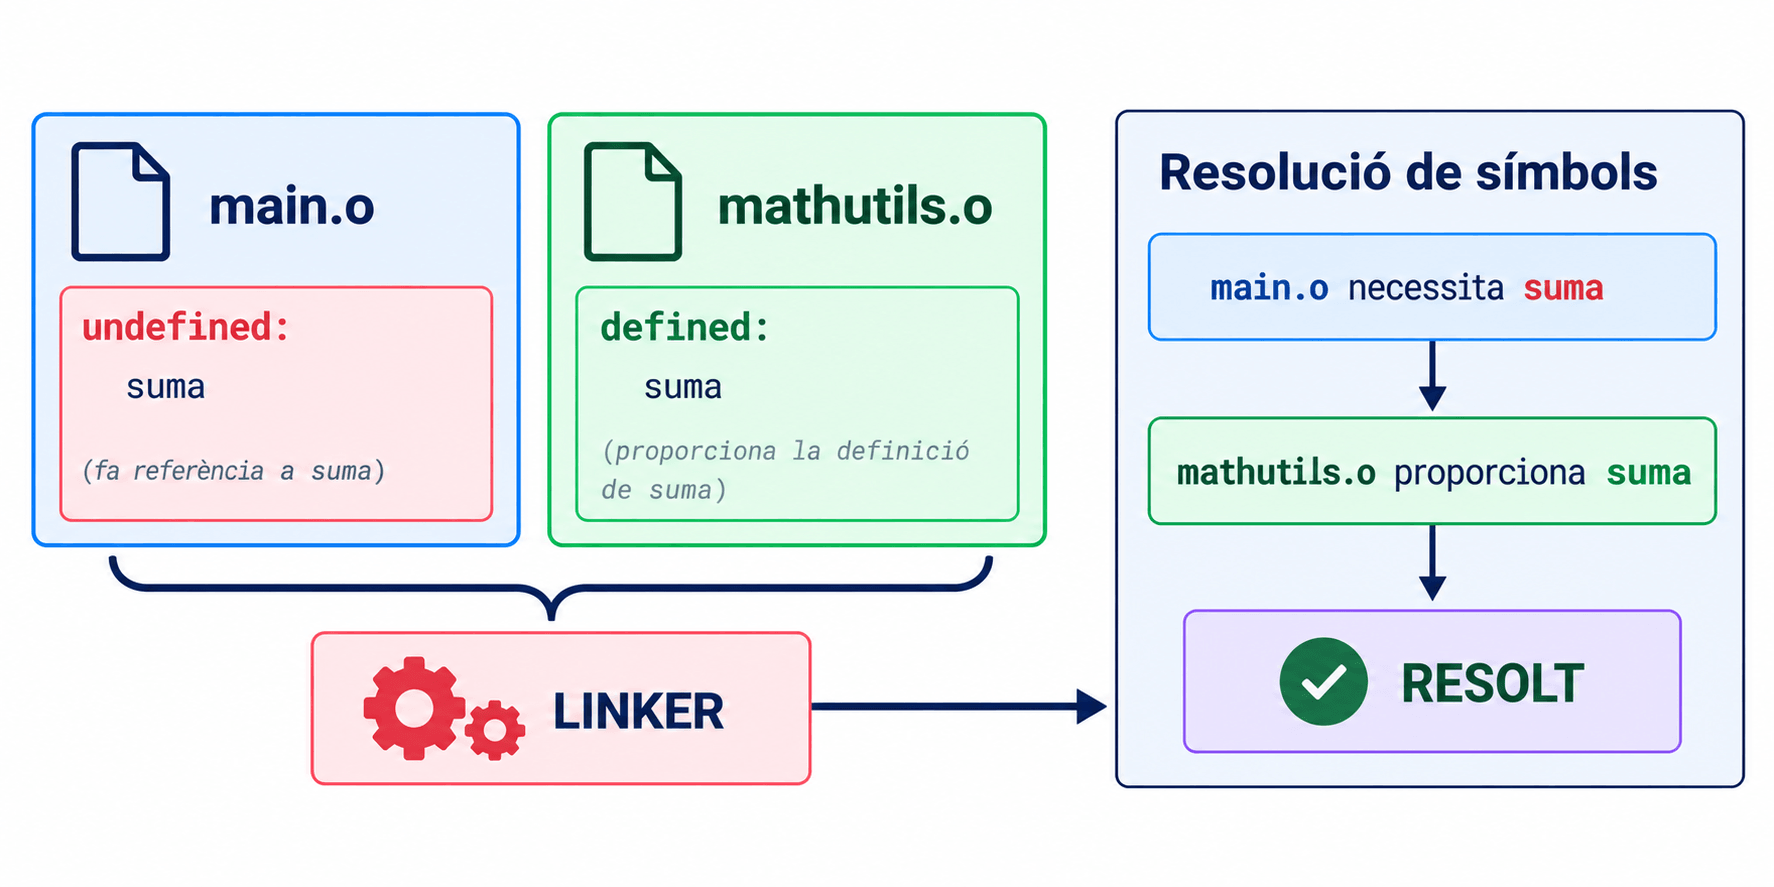 main.o
undefined:
suma
(fa referència a suma)
mathutils.o
defined:
suma
(proporciona la definició
de suma)
LINKER
Resolució de símbols
main.o necessita suma
mathutils.o proporciona suma
RESOLT